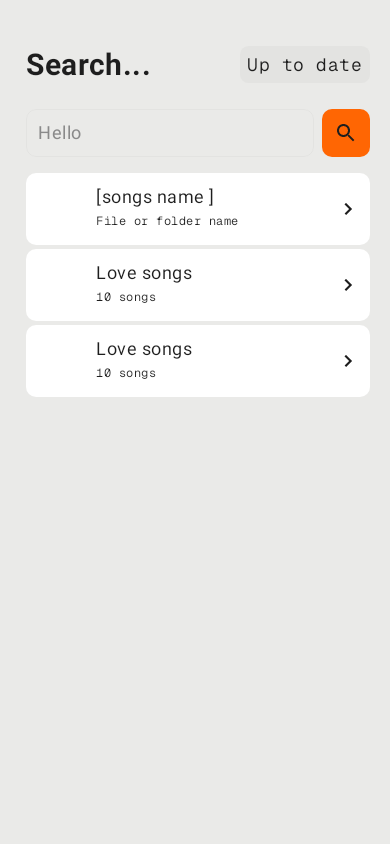 Search...
Up to date
Hello
[songs name ]
File or folder name
Love songs
10 songs
Love songs
10 songs